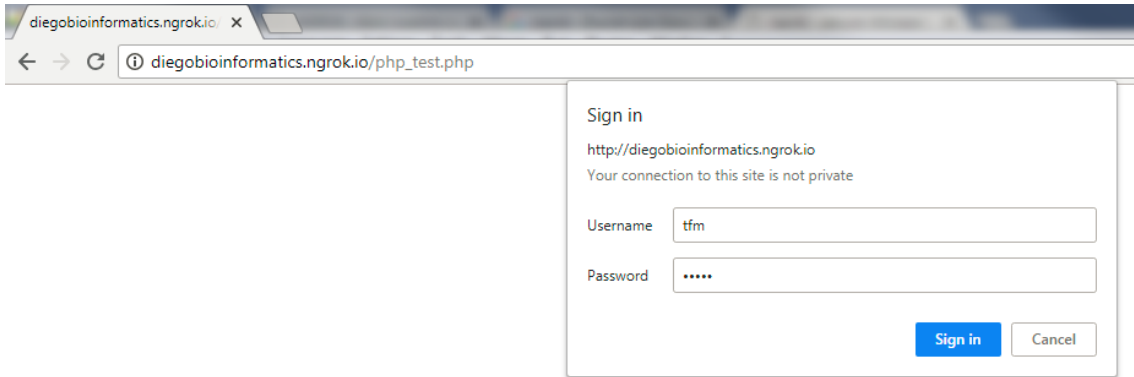 diegobioinformatics.ngrok.io/
diegobioinformatics.ngrok.io/php_test.php
Sign in
http://diegobioinformatics.ngrok.io
Your connection to this site is not private
Username tfm
Password •••••
Sign in Cancel